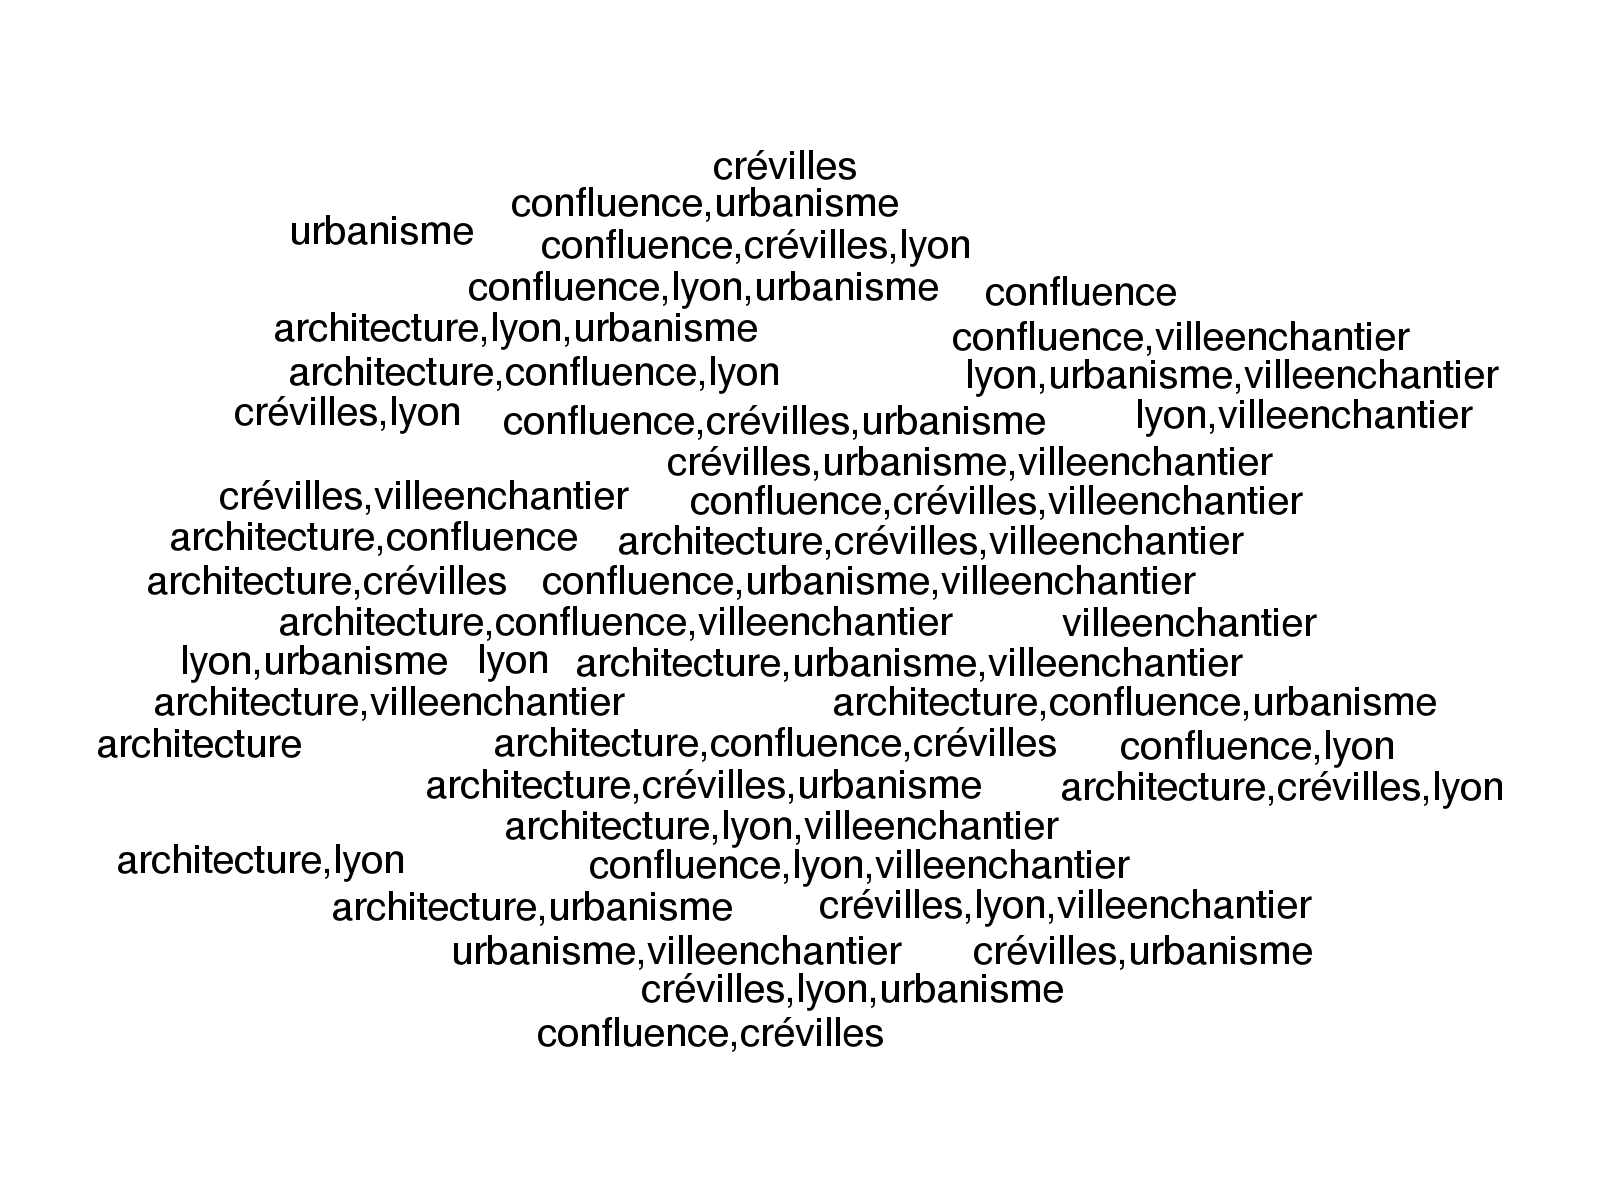 crévilles
confluence,urbanisme
urbanisme
confluence,crévilles,lyon
confluence,lyon,urbanisme
confluence
architecture,lyon,urbanisme
confluence,villeenchantier
architecture,confluence,lyon
lyon,urbanisme,villeenchantier
crévilles,lyon
confluence,crévilles,urbanisme
lyon,villeenchantier
crévilles,urbanisme,villeenchantier
crévilles,villeenchantier
confluence,crévilles,villeenchantier
architecture,confluence
architecture,crévilles,villeenchantier
architecture,crévilles
confluence,urbanisme,villeenchantier
architecture,confluence,villeenchantier
villeenchantier
lyon,urbanisme
lyon
architecture,urbanisme,villeenchantier
architecture,villeenchantier
architecture,confluence,urbanisme
architecture
architecture,confluence,crévilles
confluence,lyon
architecture,crévilles,urbanisme
architecture,crévilles,lyon
architecture,lyon,villeenchantier
architecture,lyon
confluence,lyon,villeenchantier
architecture,urbanisme
crévilles,lyon,villeenchantier
urbanisme,villeenchantier
crévilles,urbanisme
crévilles,lyon,urbanisme
confluence,crévilles